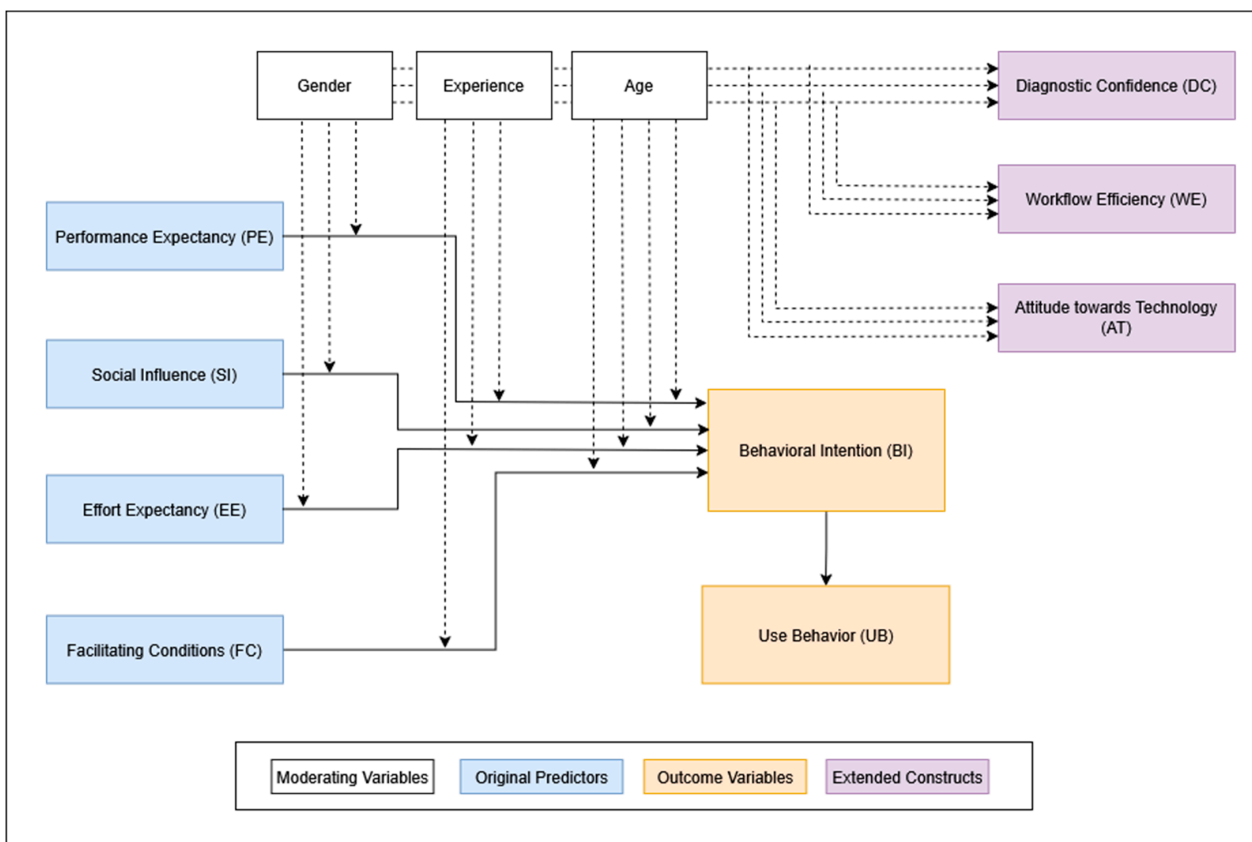 Gender
Experience
Age
Diagnostic Confidence (DC)
Workflow Efficiency (WE)
Performance Expectancy (PE)
Attitude towards Technology
(AT)
Social Influence (SI)
Behavioral Intention (BI)
Effort Expectancy (EE)
Use Behavior (UB)
Facilitating Conditions (FC)
Moderating Variables
Original Predictors
Outcome Variables
Extended Constructs